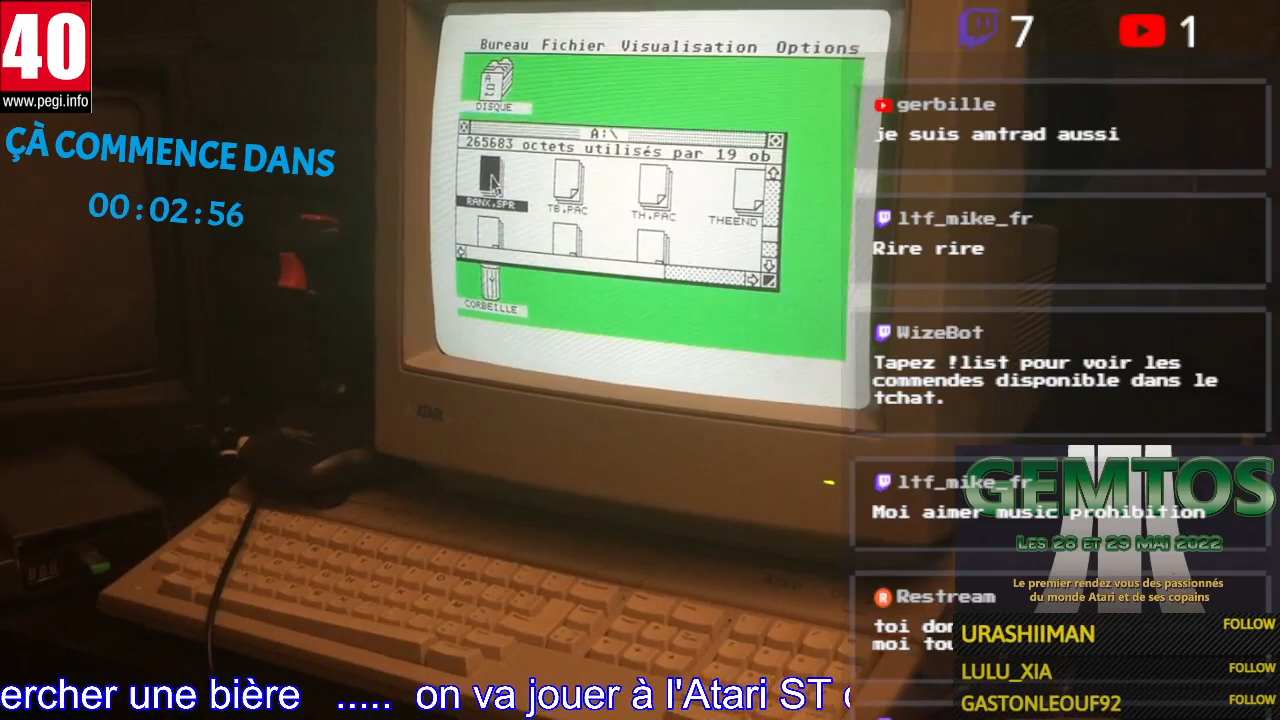 40
www.pegi.info
ÇÀ COMMENCE DANS
00:02:56
Bureau Fichier Visualisation Options
DISQUE
A:\
265683 octets utilisés par 19 ob
RANX.SPR
TB.PAC
TH.PAC
THEEND
CORBEILLE
ATARI
7
1
gerbille
je suis amtrad aussi
ltf_mike_fr
Rire rire
WizeBot
Tapez !list pour voir les
commendes disponible dans le
tchat.
ltf_mike_fr
Moi aimer music prohibition
GEMTOS
LES 28 ET 29 MAI 2022
Le premier rendez vous des passionnés
du monde Atari et de ses copains
Restream
toi
moi
URASHIIMAN
FOLLOW
LULU_XIA
FOLLOW
GASTONLEOUF92
FOLLOW
ercher une bière ..... on va jouer à l'Atari ST